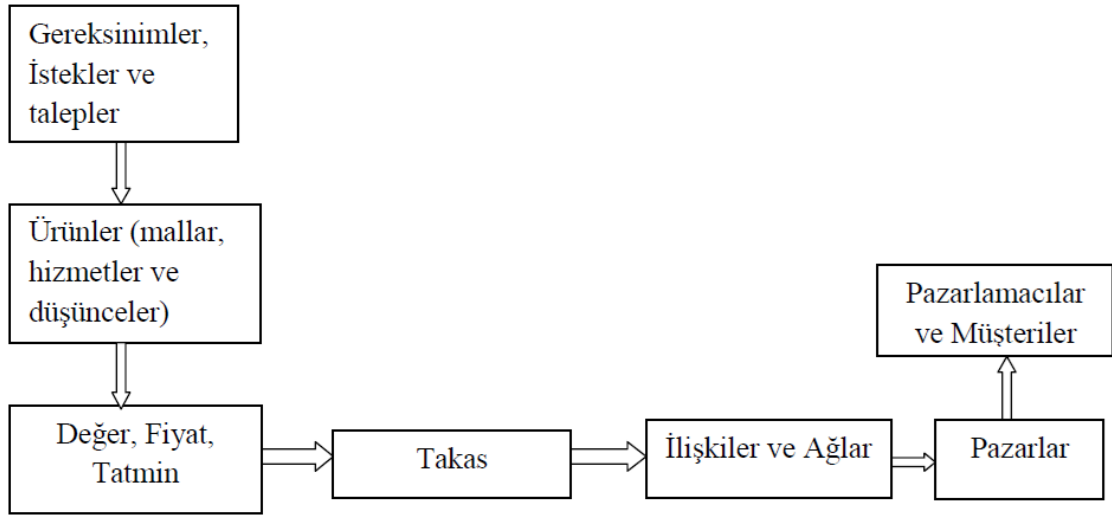 Gereksinimler,
İstekler ve
talepler
Ürünler (mallar,
hizmetler ve
düşünceler)
Değer, Fiyat,
Tatmin
Takas
İlişkiler ve Ağlar
Pazarlar
Pazarlamacılar
ve Müşteriler